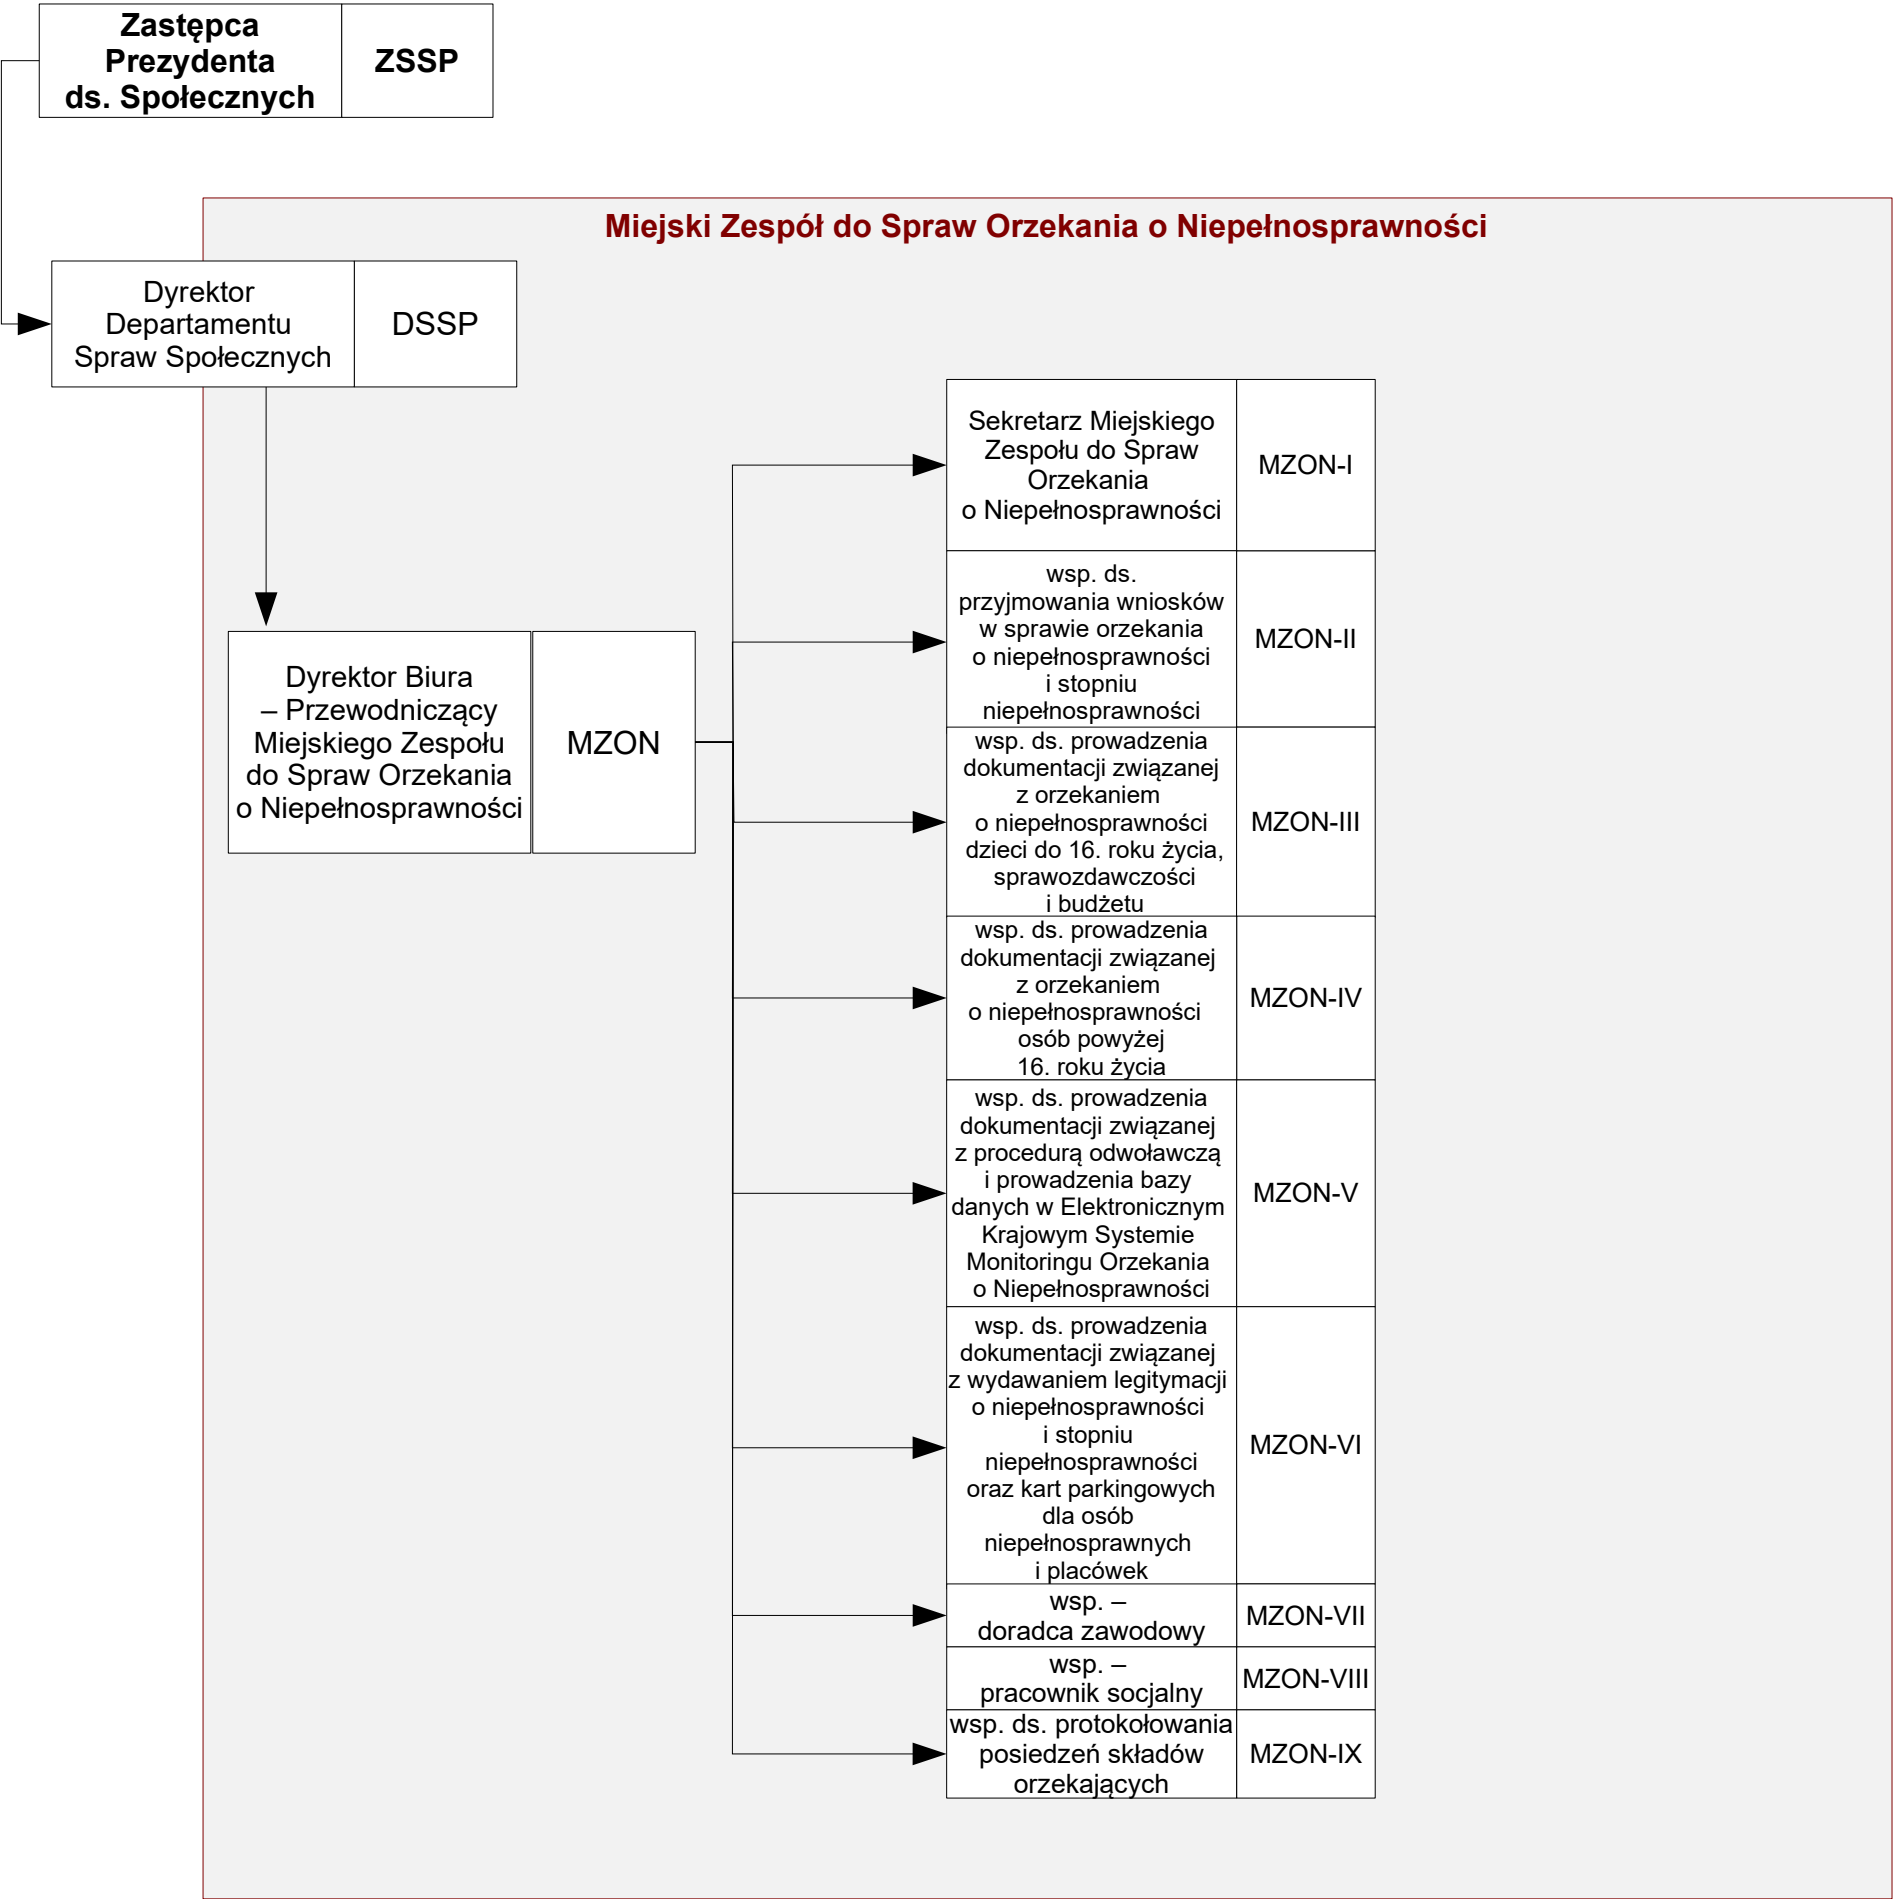 Zastępca
Prezydenta
ds. Społecznych
ZSSP
Miejski Zespół do Spraw Orzekania o Niepełnosprawności
Dyrektor
Departamentu
Spraw Społecznych
DSSP
Dyrektor Biura
– Przewodniczący
Miejskiego Zespołu
do Spraw Orzekania
o Niepełnosprawności
MZON
Sekretarz Miejskiego
Zespołu do Spraw
Orzekania
o Niepełnosprawności
MZON-I
wsp. ds.
przyjmowania wniosków
w sprawie orzekania
o niepełnosprawności
i stopniu
niepełnosprawności
MZON-II
wsp. ds. prowadzenia
dokumentacji związanej
z orzekaniem
o niepełnosprawności
dzieci do 16. roku życia,
sprawozdawczości
i budżetu
MZON-III
wsp. ds. prowadzenia
dokumentacji związanej
z orzekaniem
o niepełnosprawności
osób powyżej
16. roku życia
MZON-IV
wsp. ds. prowadzenia
dokumentacji związanej
z procedurą odwoławczą
i prowadzenia bazy
danych w Elektronicznym
Krajowym Systemie
Monitoringu Orzekania
o Niepełnosprawności
MZON-V
wsp. ds. prowadzenia
dokumentacji związanej
z wydawaniem legitymacji
o niepełnosprawności
i stopniu
niepełnosprawności
oraz kart parkingowych
dla osób
niepełnosprawnych
i placówek
MZON-VI
wsp. –
doradca zawodowy
MZON-VII
wsp. –
pracownik socjalny
MZON-VIII
wsp. ds. protokołowania
posiedzeń składów
orzekających
MZON-IX